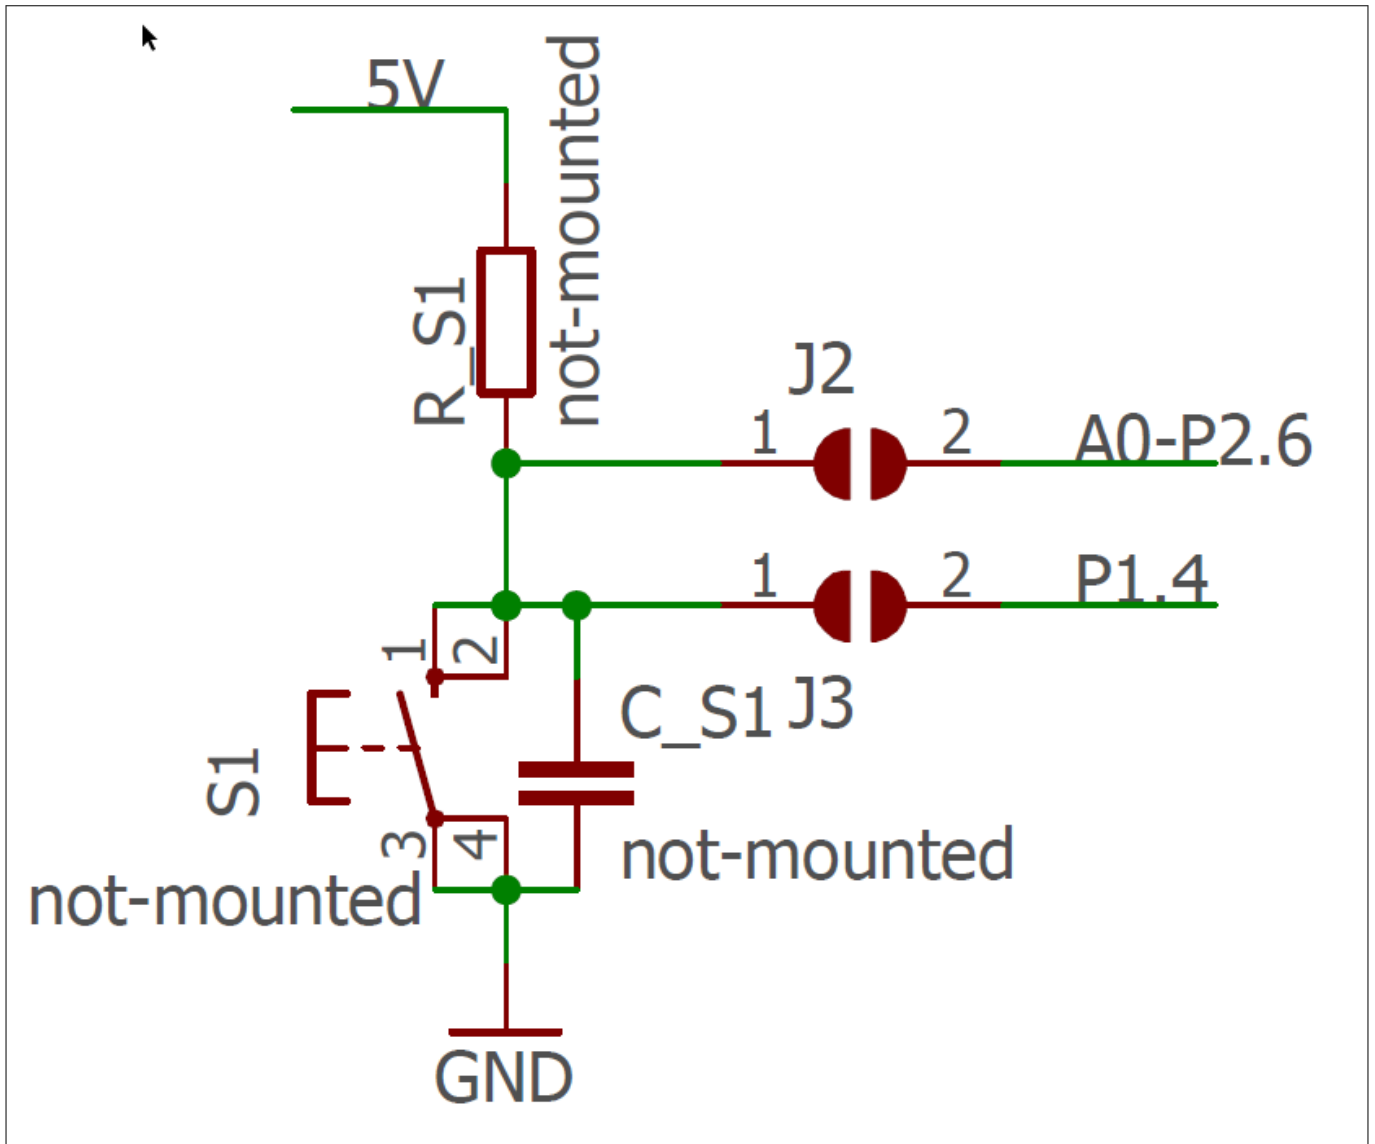 5V
not-mounted
R_S1
J2
1
2
A0-P2.6
1
2
P1.4
1
2
C_S1
J3
S1
3
4
not-mounted
not-mounted
GND